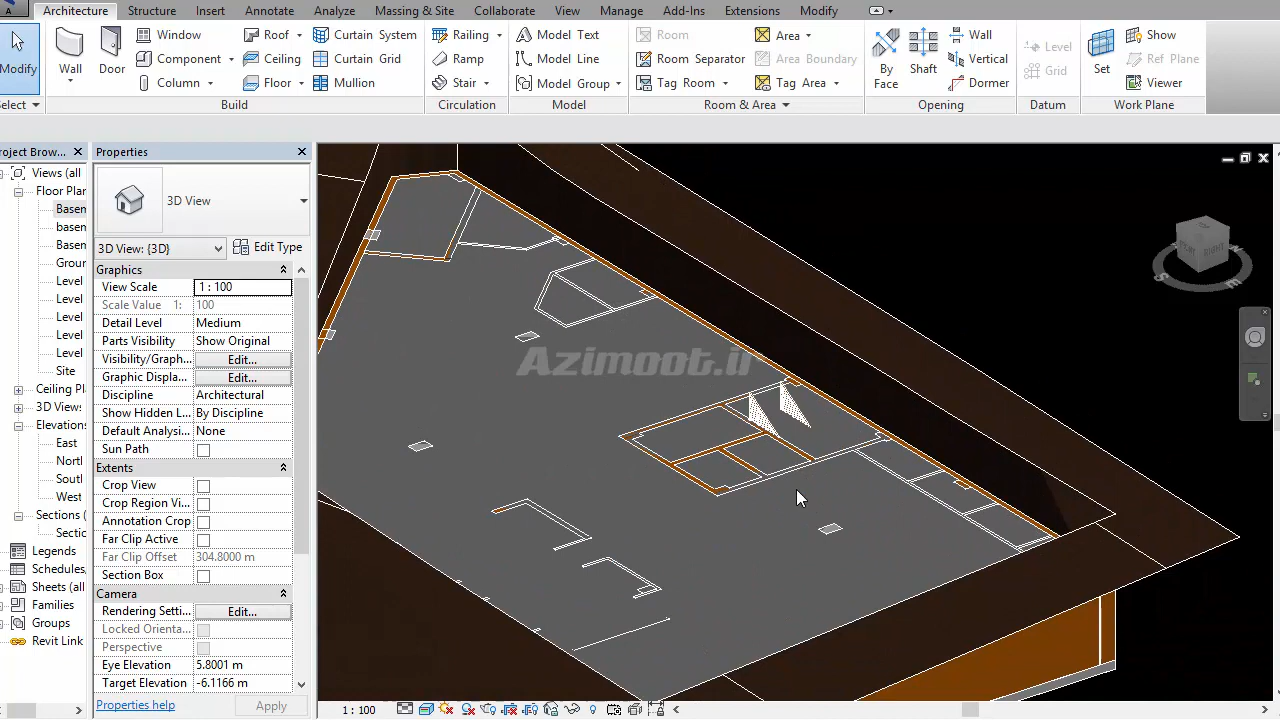 Architecture Structure Insert Annotate Analyze Massing & Site Collaborate View Manage Add-Ins Extensions Modify
Modify
Select
Wall
Door
Window
Component
Column
Roof
Ceiling
Floor
Curtain System
Curtain Grid
Mullion
Build
Railing
Ramp
Stair
Circulation
Model Text
Model Line
Model Group
Model
Room
Room Separator
Tag Room
Area
Area Boundary
Tag Area
Room & Area
By
Face
Shaft
Wall
Vertical
Dormer
Opening
Level
Grid
Datum
Set
Show
Ref Plane
Viewer
Work Plane
roject Brow...
Views (all
Floor Plan
Basen
basen
Basen
Groun
Level
Level
Level
Level
Level
Site
Ceiling Pl
3D Views
Elevations
East
North
South
West
Sections (
Sectio
Legends
Schedules,
Sheets (all
Families
Groups
Revit Link
Properties
3D View
3D View: {3D}
Edit Type
Graphics
View Scale 1 : 100
Scale Value 1: 100
Detail Level Medium
Parts Visibility Show Original
Visibility/Graph... Edit...
Graphic Displa... Edit...
Discipline Architectural
Show Hidden L... By Discipline
Default Analysi... None
Sun Path
Extents
Crop View
Crop Region Vi...
Annotation Crop
Far Clip Active
Far Clip Offset 304.8000 m
Section Box
Camera
Rendering Setti... Edit...
Locked Orienta...
Perspective
Eye Elevation 5.8001 m
Target Elevation -6.1166 m
Properties help
Apply
Azimoot.ir
RIGHT
S
1 : 100